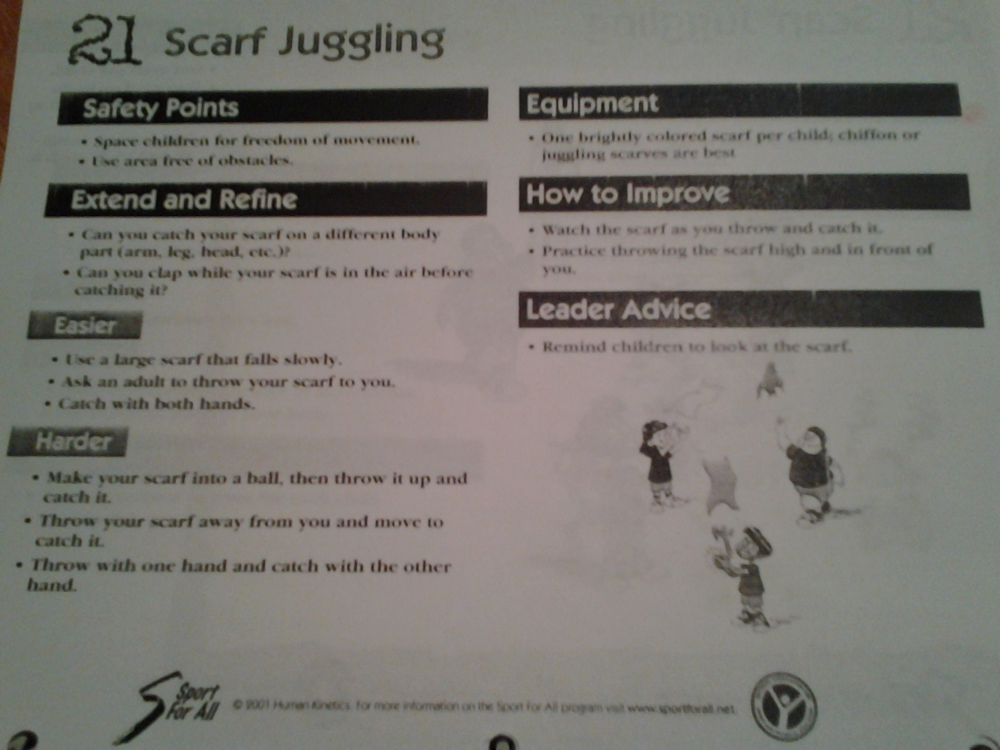 21 Scarf Juggling
Safety Points
• Space children for freedom of movement.
• Use area free of obstacles.
Extend and Refine
• Can you catch your scarf on a different body
part (arm, leg, head, etc.)?
• Can you clap while your scarf is in the air before
catching it?
Easier
• Use a large scarf that falls slowly.
• Ask an adult to throw your scarf to you.
• Catch with both hands.
Harder
• Make your scarf into a ball, then throw it up and
catch it.
• Throw your scarf away from you and move to
catch it.
• Throw with one hand and catch with the other
hand.
Equipment
• One brightly colored scarf per child; chiffon or
juggling scarves are best
How to Improve
• Watch the scarf as you throw and catch it.
• Practice throwing the scarf high and in front of
you.
Leader Advice
• Remind children to look at the scarf.
Sport
For All
© 2001 Human Kinetics. For more information on the Sport For All program visit www.sportforall.net.